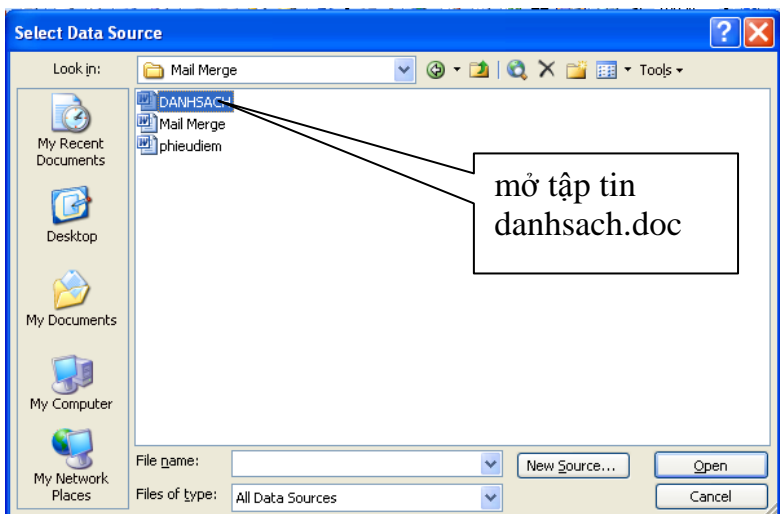 Select Data Source
Look in:
Mail Merge
Tools
DANHSACH
Mail Merge
phieudiem
My Recent
Documents
Desktop
My Documents
My Computer
My Network
Places
mở tập tin
danhsach.doc
File name:
New Source...
Open
Files of type:
All Data Sources
Cancel